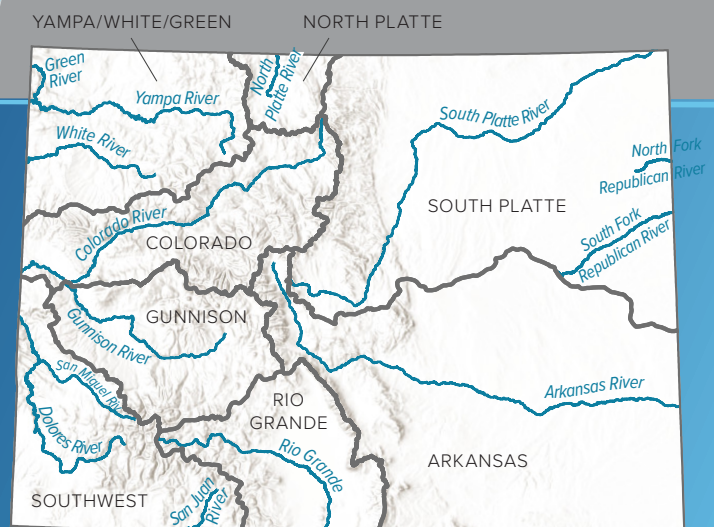 YAMPA/WHITE/GREEN
NORTH PLATTE
Green
River
North
Platte River
Yampa River
South Platte River
White River
North Fork
Republican River
SOUTH PLATTE
Colorado River
COLORADO
South Fork
Republican River
GUNNISON
Gunnison River
San Miguel Riv
Arkansas River
RIO
GRANDE
Dolores River
Rio Grande
ARKANSAS
SOUTHWEST
San Juan
River